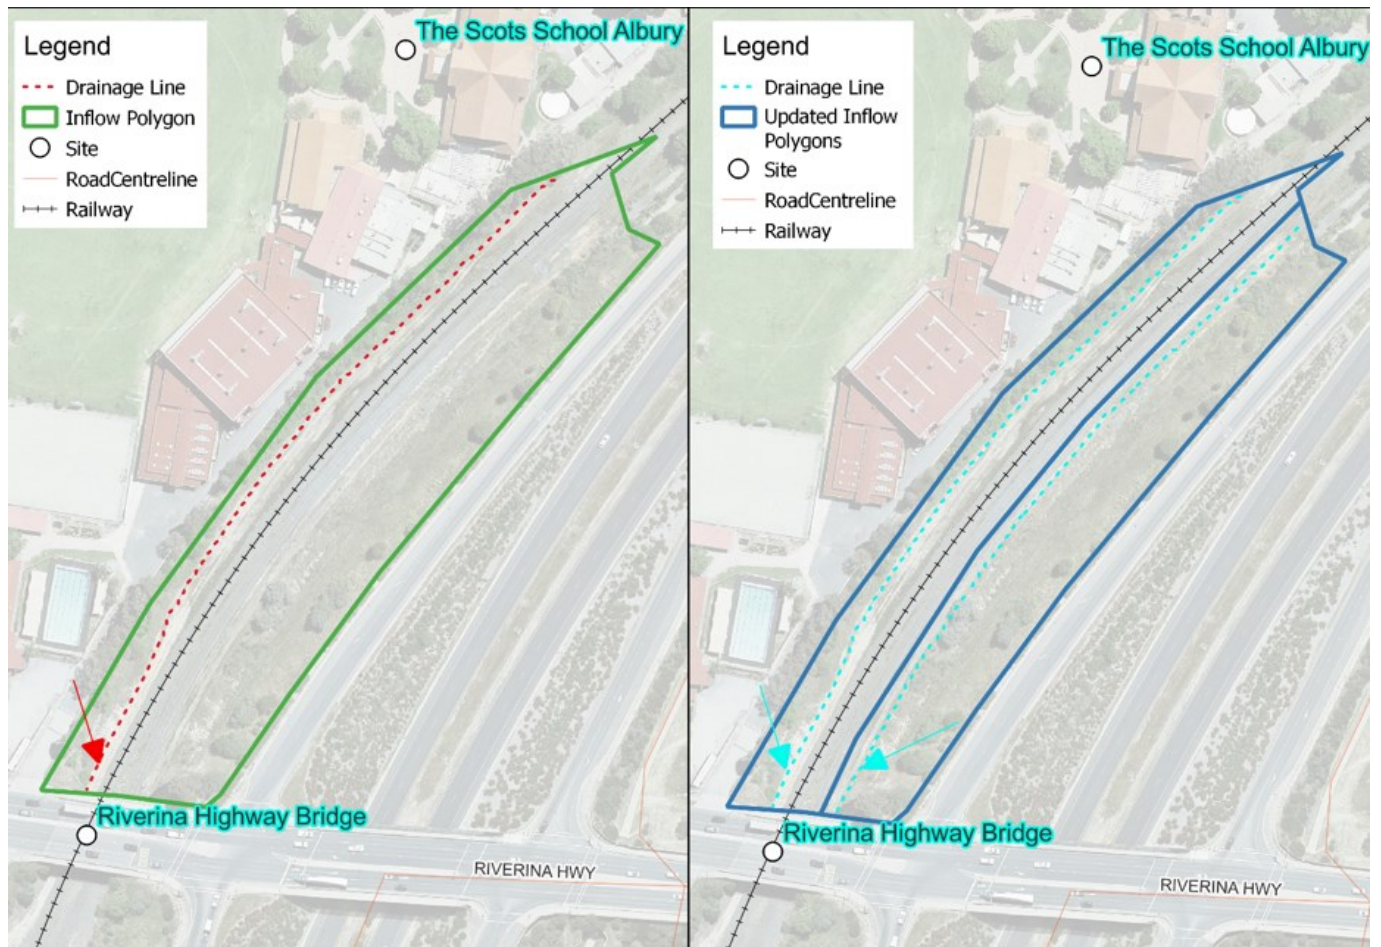 The Scots School Albury
Legend
Drainage Line
Inflow Polygon
Site
RoadCentreline
Railway
Riverina Highway Bridge
RIVERINA HWY
The Scots School Albury
Legend
Drainage Line
Updated Inflow
Polygons
Site
RoadCentreline
Railway
Riverina Highway Bridge
RIVERINA HWY